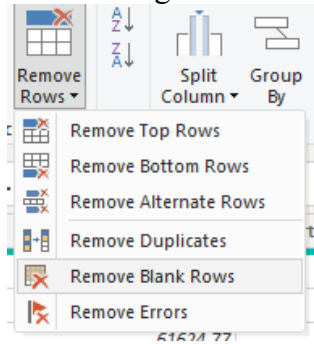 Remove
Rows
Split
Column
Group
By
Remove Top Rows
Remove Bottom Rows
Remove Alternate Rows
Remove Duplicates
Remove Blank Rows
Remove Errors
61624.77